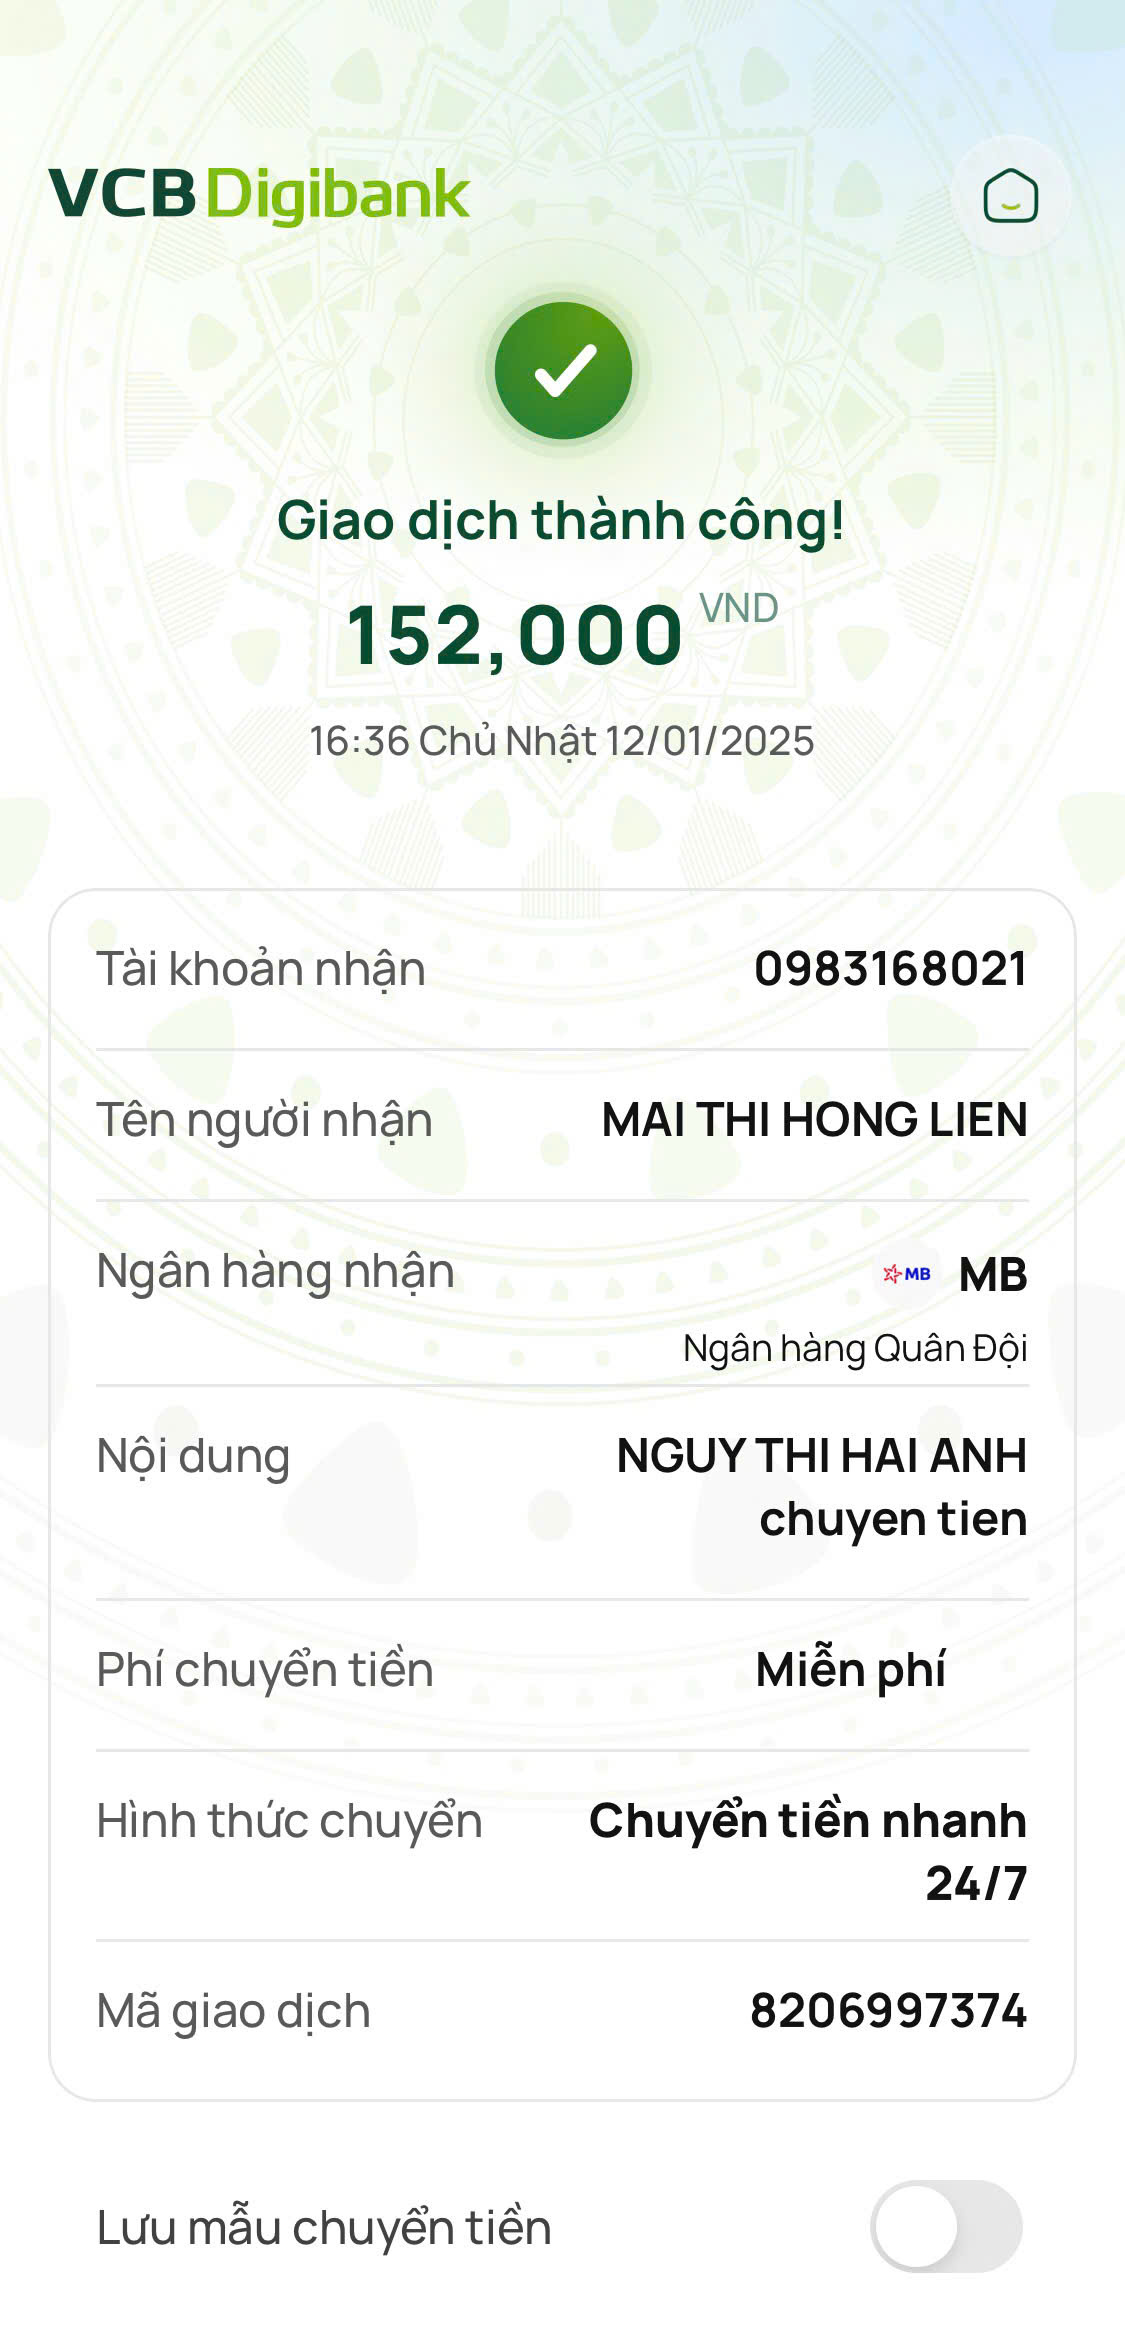 VCB Digibank
Giao dịch thành công!
152,000 VND
16:36 Chủ Nhật 12/01/2025
Tài khoản nhận 0983168021
Tên người nhận MAI THI HONG LIEN
Ngân hàng nhận MB MB
Ngân hàng Quân Đội
Nội dung NGUY THI HAI ANH
chuyen tien
Phí chuyển tiền Miễn phí
Hình thức chuyển Chuyển tiền nhanh
24/7
Mã giao dịch 8206997374
Lưu mẫu chuyển tiền